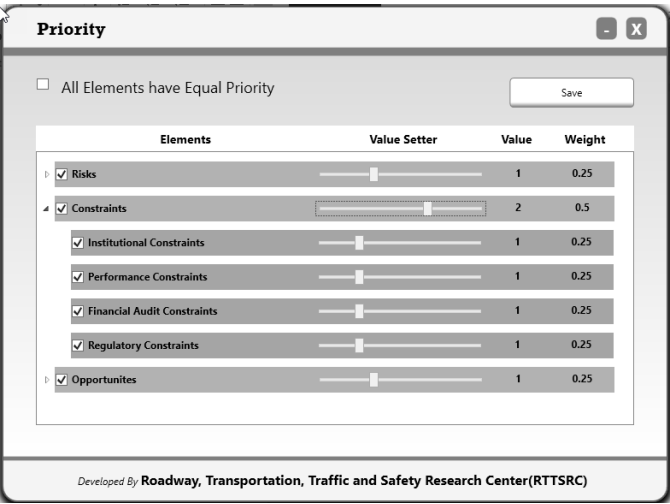 Priority
- X
All Elements have Equal Priority
Save
Elements Value Setter Value Weight
Risks 1 0.25
Constraints 2 0.5
Institutional Constraints 1 0.25
Performance Constraints 1 0.25
Financial Audit Constraints 1 0.25
Regulatory Constraints 1 0.25
Opportunites 1 0.25
Developed By Roadway, Transportation, Traffic and Safety Research Center(RTTSRC)